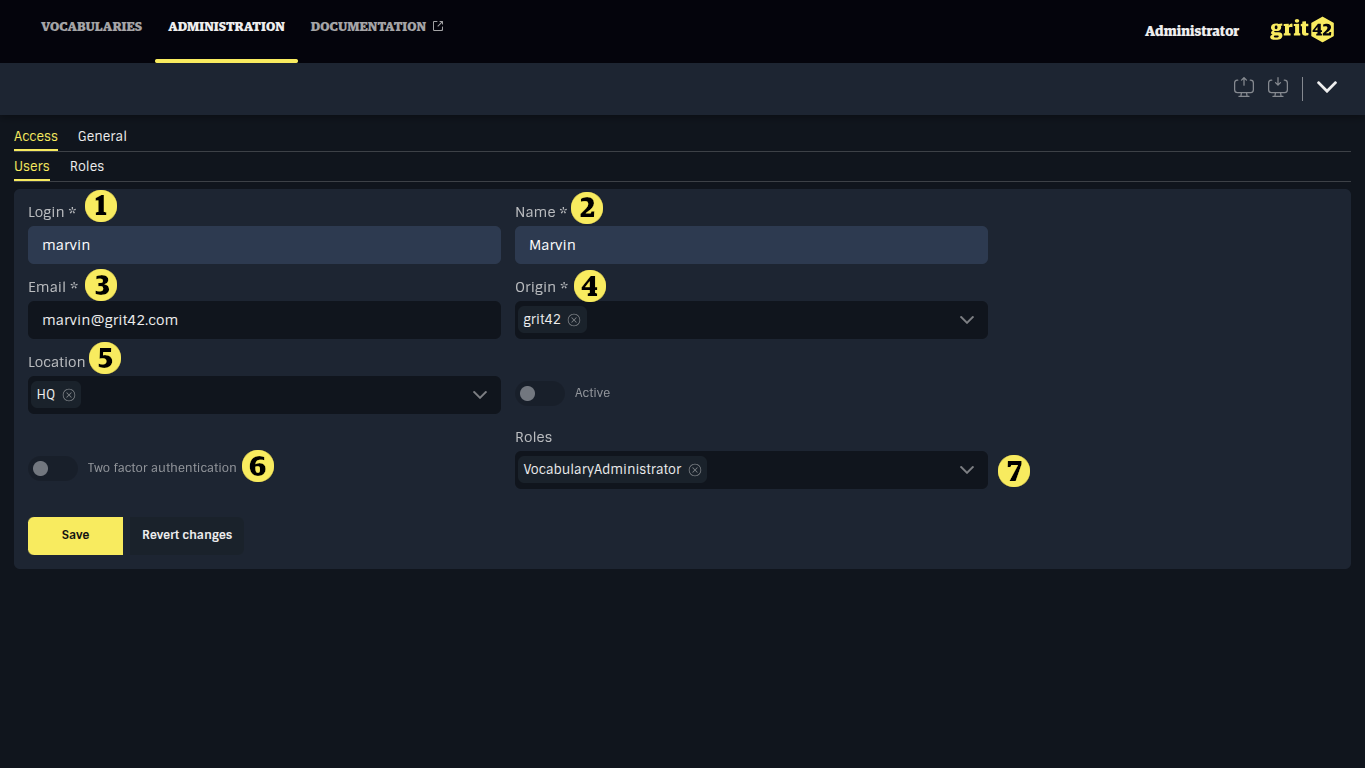 VOCABULARIES ADMINISTRATION DOCUMENTATION Administrator grit42
Access General
Users Roles
Login * 1 Name * 2
marvin Marvin
Email * 3 Origin * 4
marvin@grit42.com grit42
Location 5
HQ Active
Roles
Two factor authentication 6 VocabularyAdministrator 7
Save Revert changes